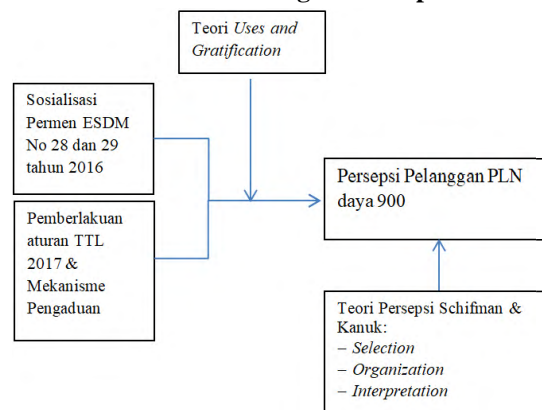 Teori Uses and
Gratification
Sosialisasi
Permen ESDM
No 28 dan 29
tahun 2016
Pemberlakuan
aturan TTL
2017 &
Mekanisme
Pengaduan
Persepsi Pelanggan PLN
daya 900
Teori Persepsi Schifman &
Kanuk:
– Selection
– Organization
– Interpretation